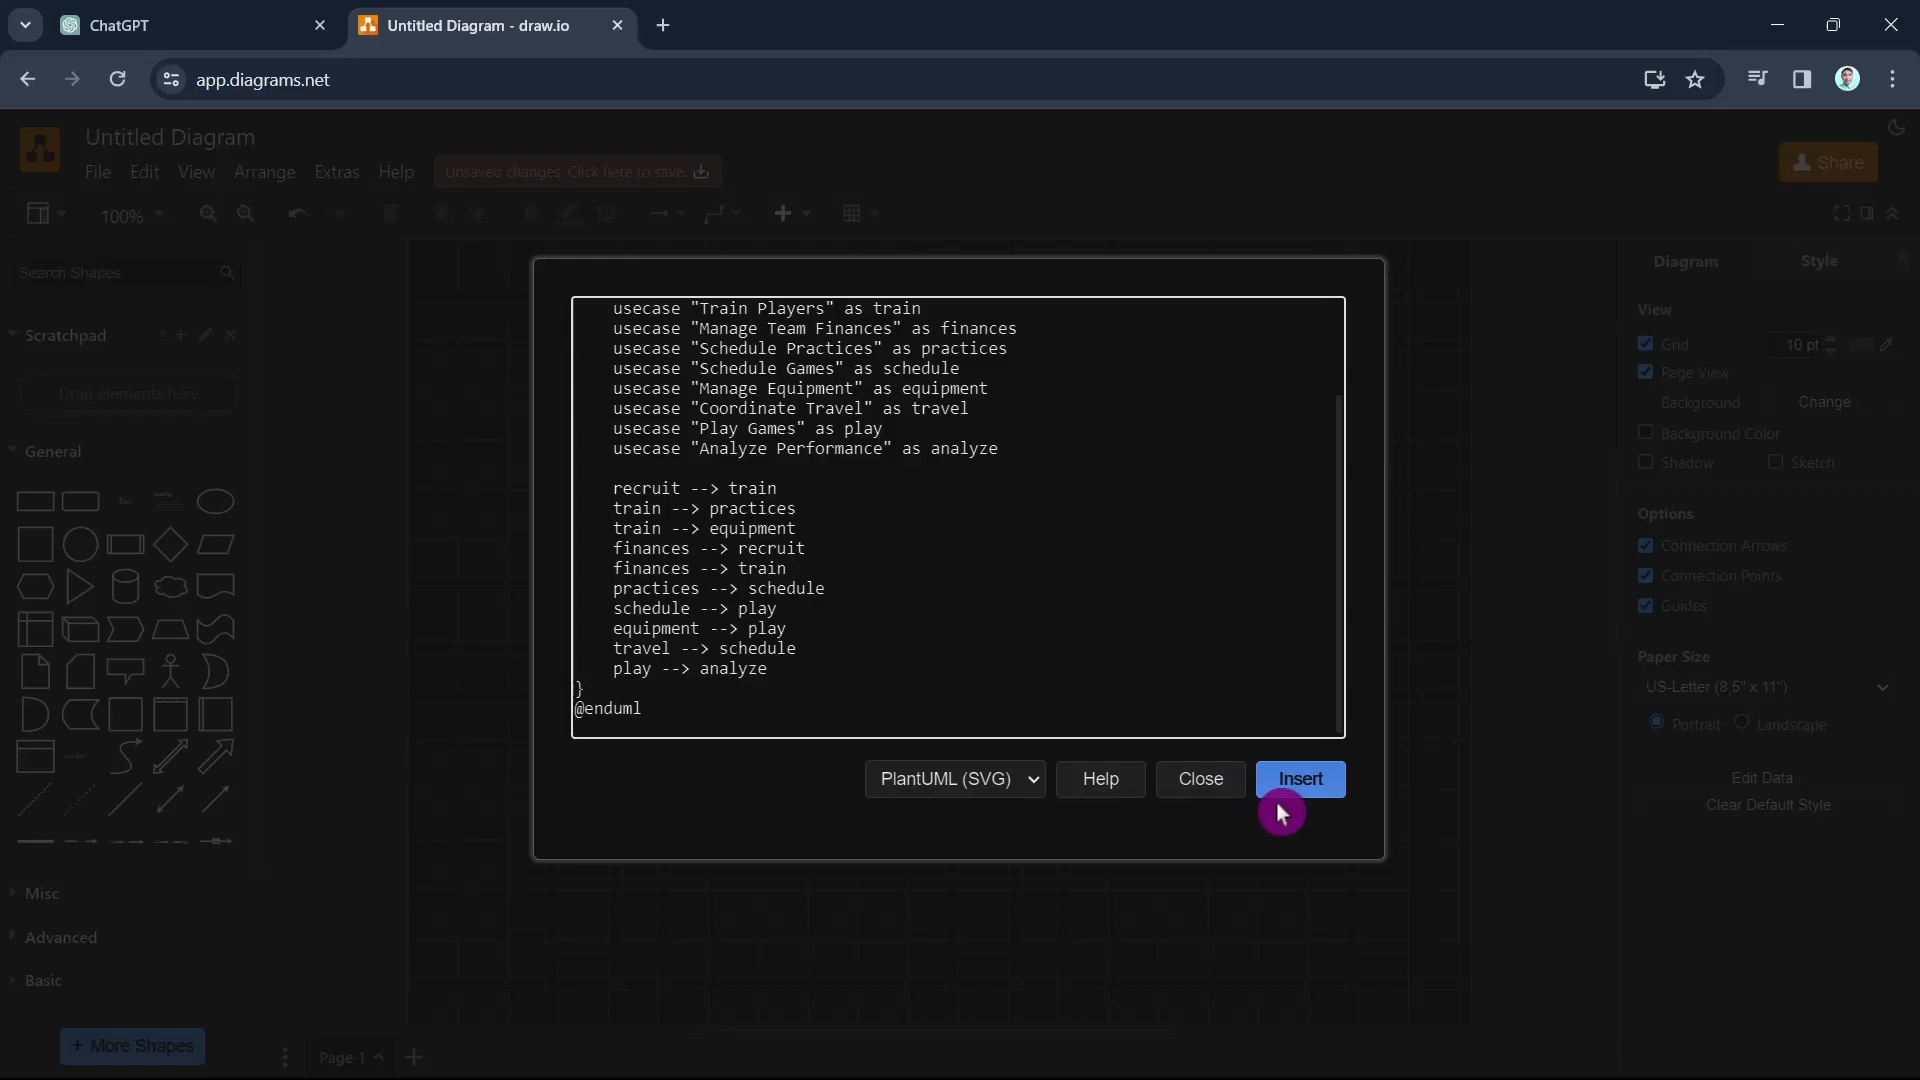 ChatGPT
Untitled Diagram - draw.io
app.diagrams.net
Untitled Diagram
File Edit View Arrange Extras Help
Unsaved changes. Click here to save.
Share
100%
Search Shapes
Scratchpad
Drag elements here
General
Text
Misc
Advanced
Basic
+ More Shapes
usecase "Train Players" as train
usecase "Manage Team Finances" as finances
usecase "Schedule Practices" as practices
usecase "Schedule Games" as schedule
usecase "Manage Equipment" as equipment
usecase "Coordinate Travel" as travel
usecase "Play Games" as play
usecase "Analyze Performance" as analyze
recruit --> train
train --> practices
train --> equipment
finances --> recruit
finances --> train
practices --> schedule
schedule --> play
equipment --> play
travel --> schedule
play --> analyze
}
@enduml
PlantUML (SVG)
Help
Close
Insert
Diagram
Style
View
Grid
10 pt
Page View
Background
Change...
Background Color
Shadow
Sketch
Options
Connection Arrows
Connection Points
Guides
Paper Size
US-Letter (8,5" x 11")
Portrait
Landscape
Edit Data...
Clear Default Style
Page-1